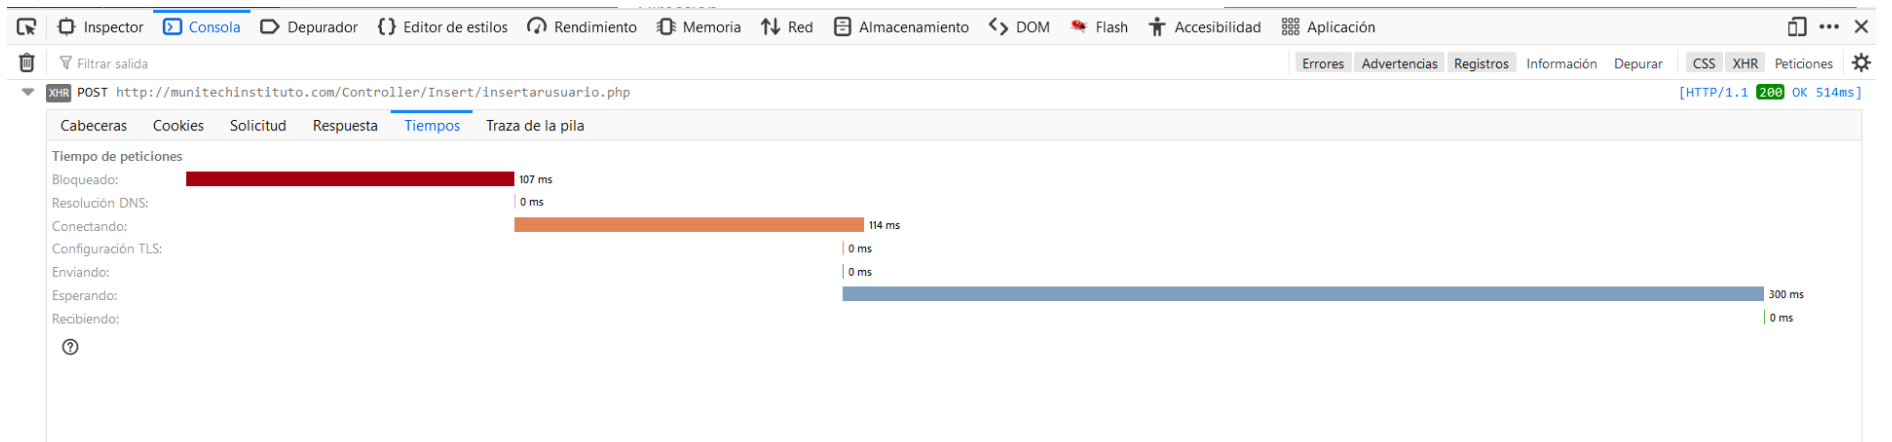 Inspector Consola Depurador Editor de estilos Rendimiento Memoria Red Almacenamiento DOM Flash Accesibilidad Aplicación
Filtrar salida Errores Advertencias Registros Información Depurar CSS XHR Peticiones
XHR POST http://munitechinstituto.com/Controller/Insert/insertarusuario.php [HTTP/1.1 200 OK 514ms]
Cabeceras Cookies Solicitud Respuesta Tiempos Traza de la pila
Tiempo de peticiones
Bloqueado: 107 ms
Resolución DNS: 0 ms
Conectando: 114 ms
Configuración TLS: 0 ms
Enviando: 0 ms
Esperando: 300 ms
Recibiendo: 0 ms